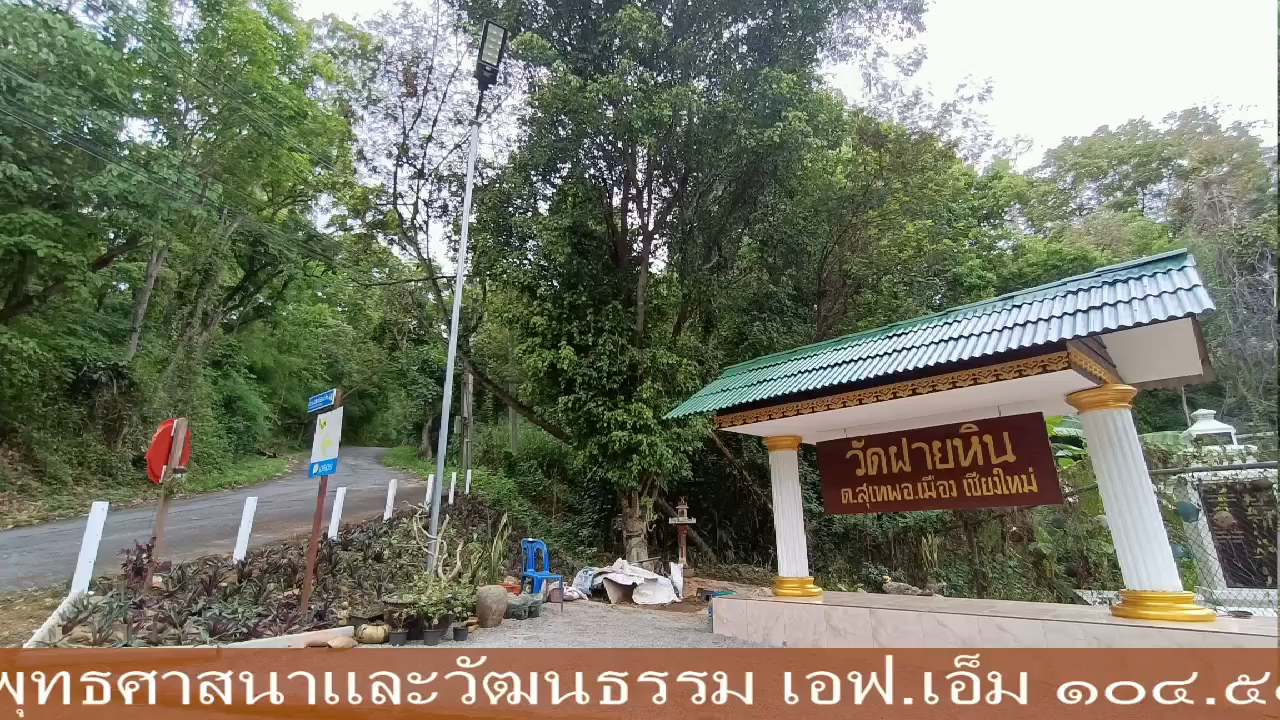 วัดฝายหิน
ต.สุเทพอ.เมือง เชียงใหม่
พุทธศาสนาและวัฒนธรรม เอฟ.เอ็ม ๑๐๔.๕